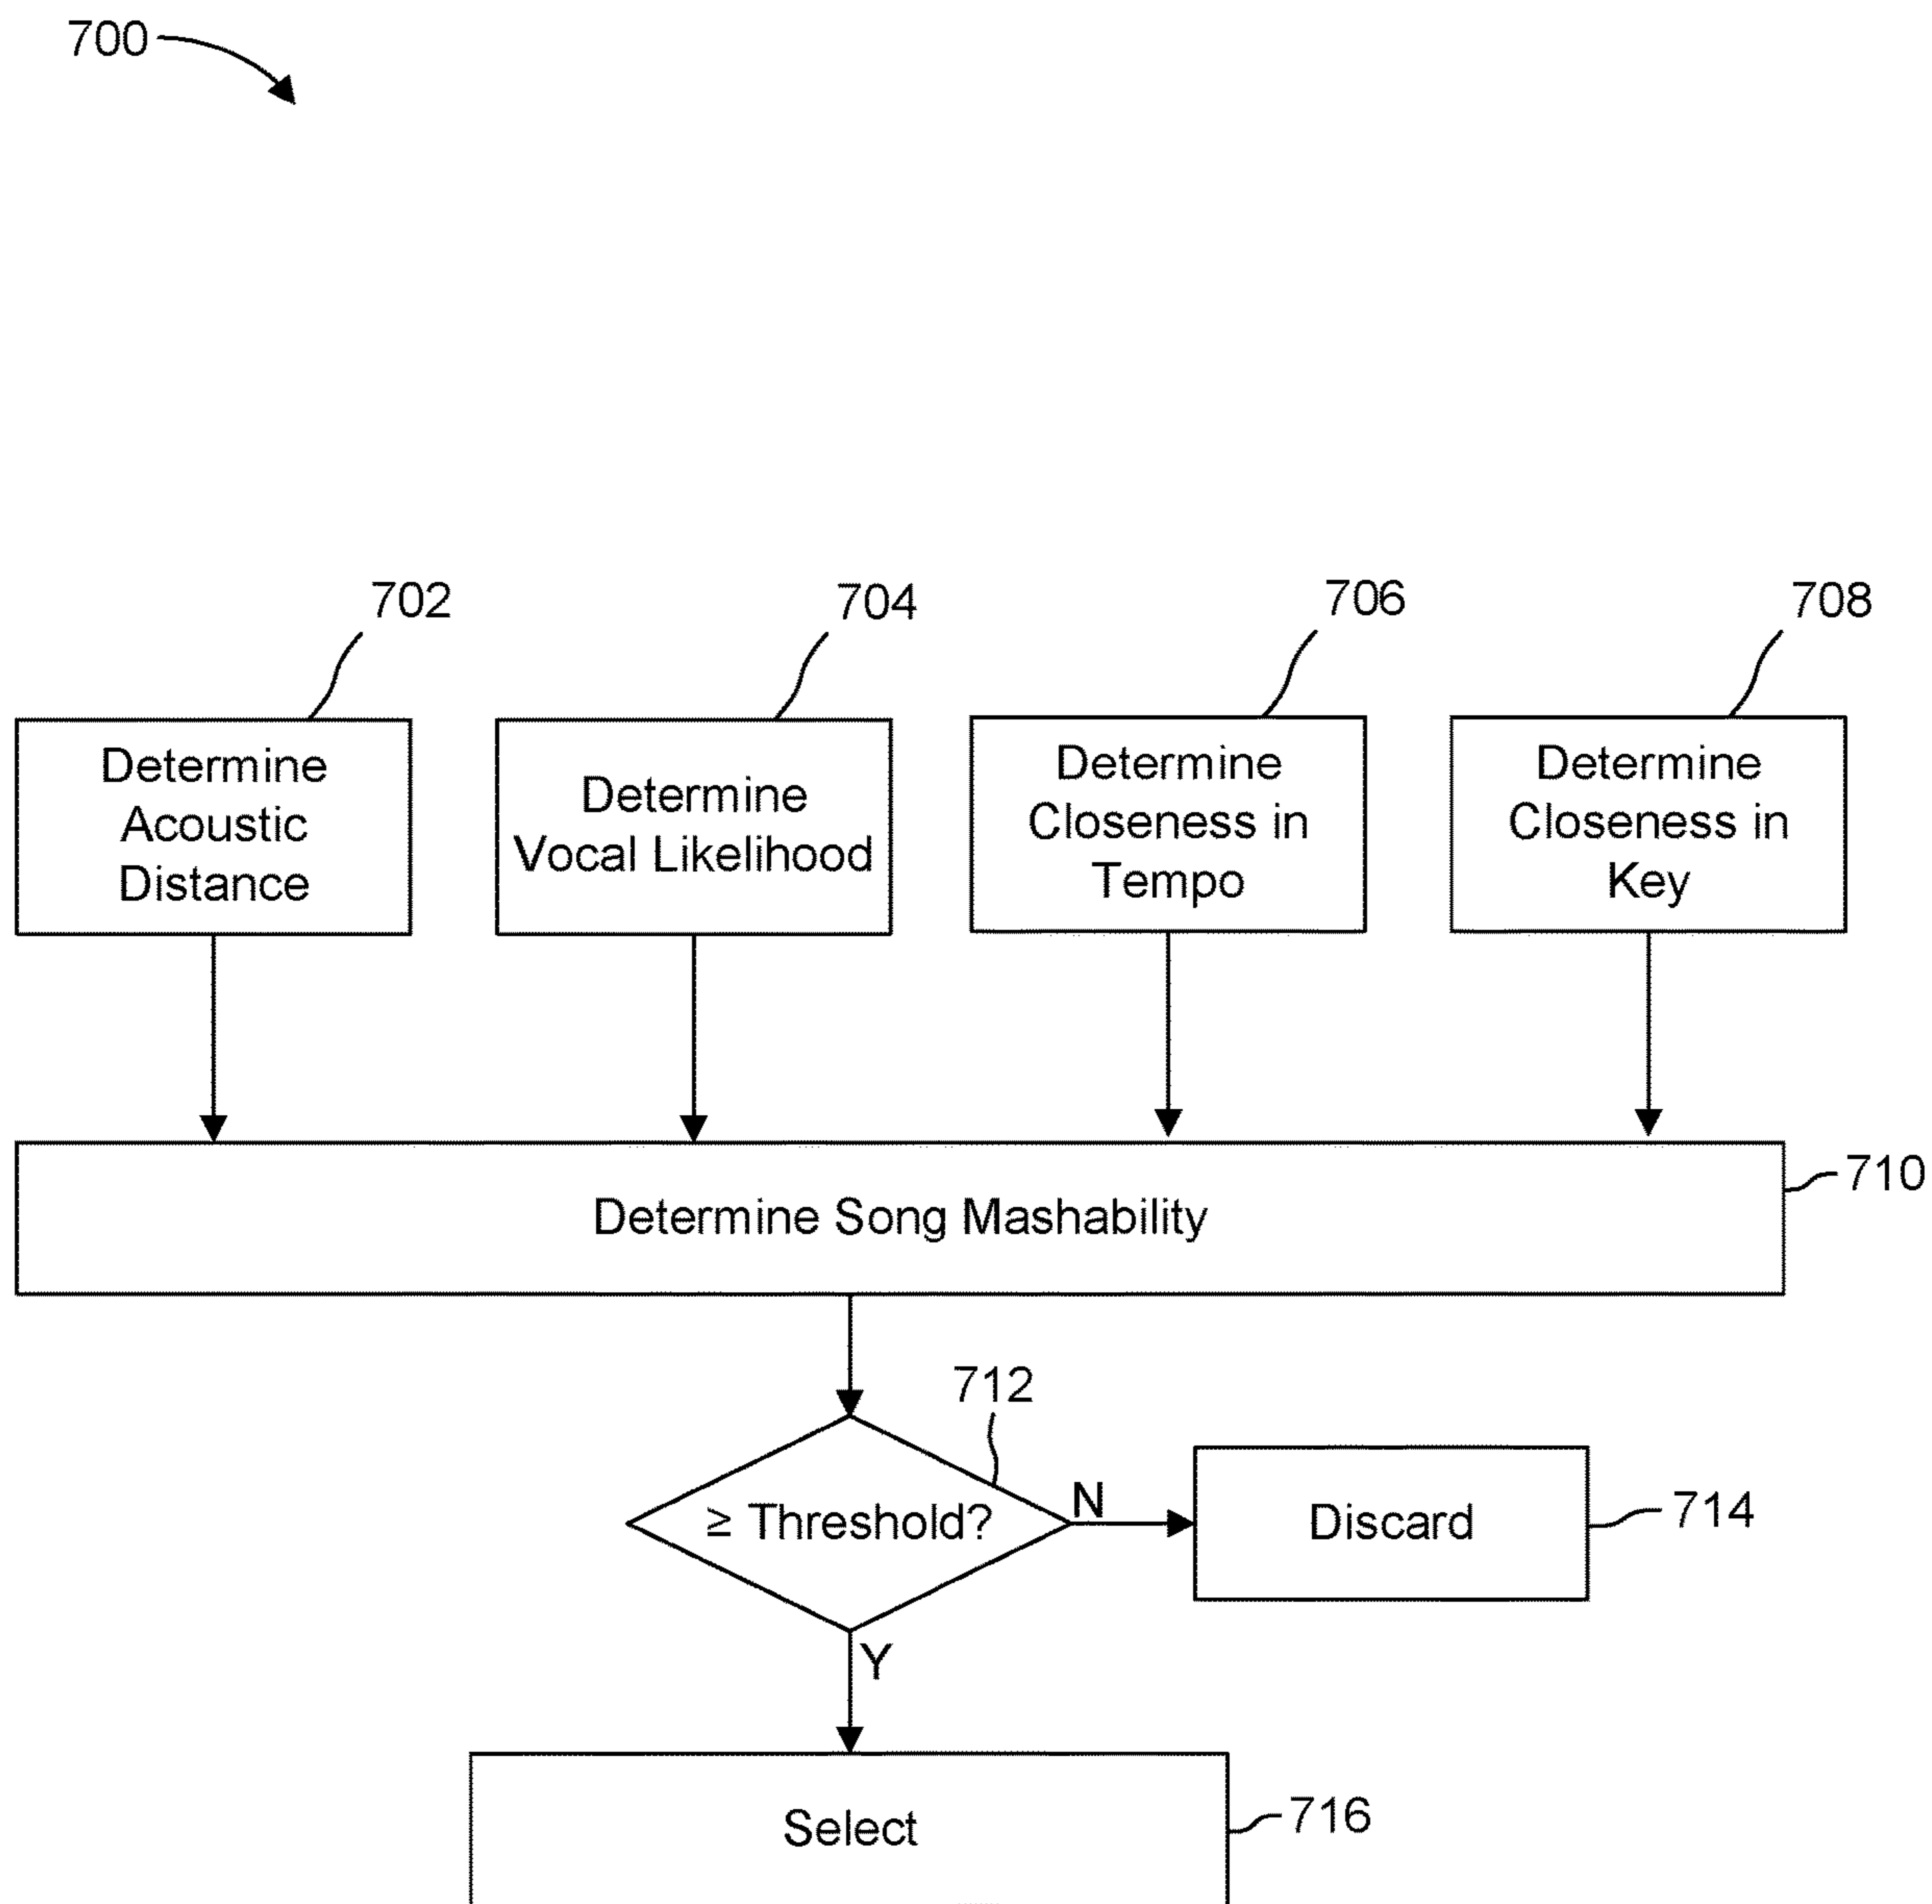 700
702
704
706
708
Determine
Acoustic
Distance
Determine
Vocal Likelihood
Determine
Closeness in
Tempo
Determine
Closeness in
Key
Determine Song Mashability
710
712
≥ Threshold?
N
Discard
714
Y
Select
716